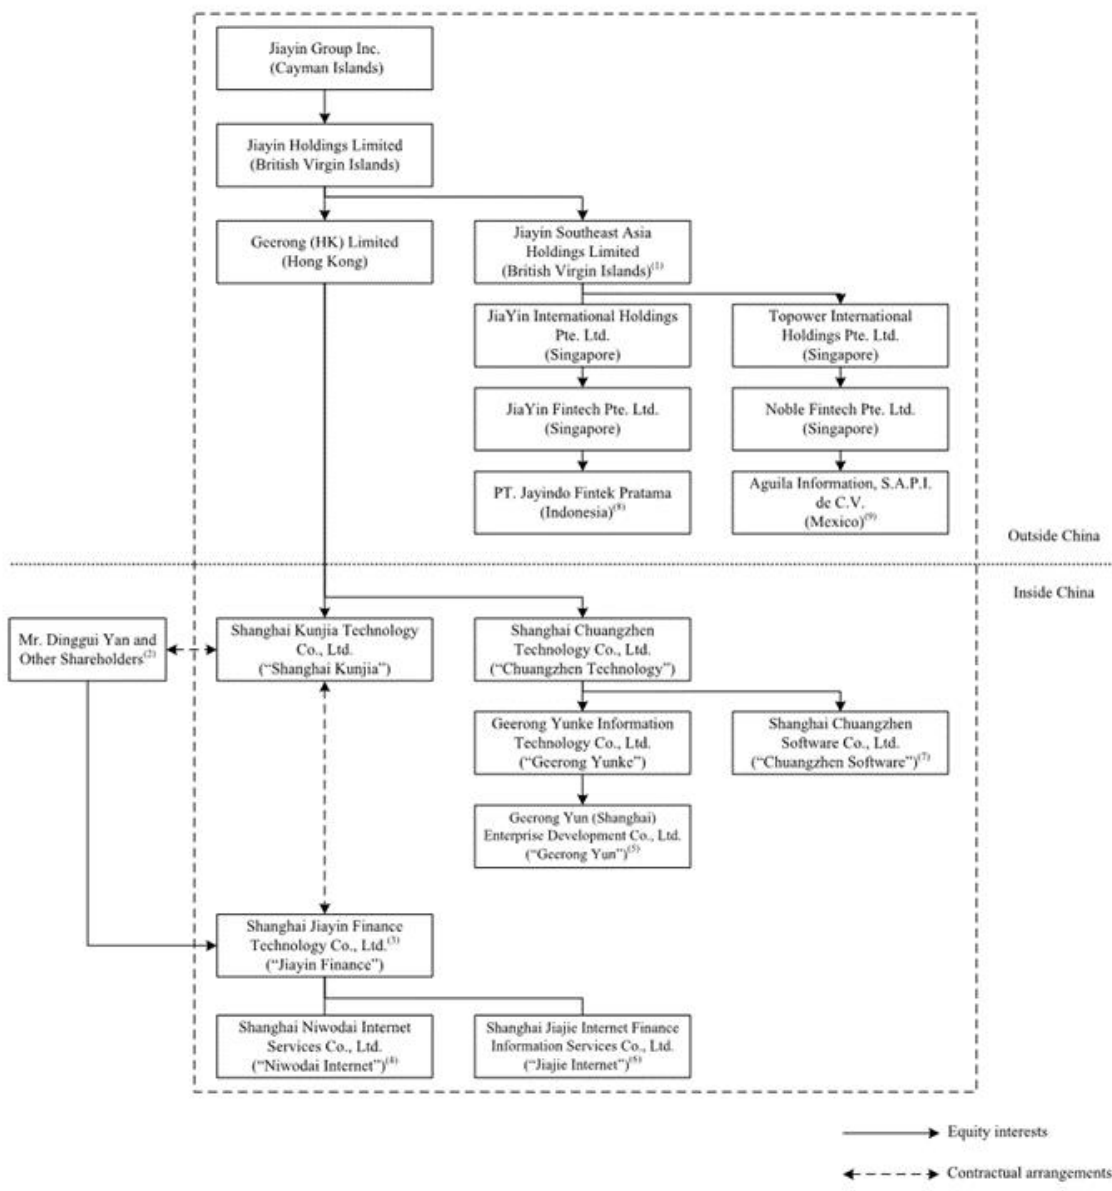 Jiayin Group Inc.
(Cayman Islands)
Jiayin Holdings Limited
(British Virgin Islands)
Geerong (HK) Limited
(Hong Kong)
Jiayin Southeast Asia
Holdings Limited
(British Virgin Islands)(1)
JiaYin International Holdings
Pte. Ltd.
(Singapore)
Topower International
Holdings Pte. Ltd.
(Singapore)
JiaYin Fintech Pte. Ltd.
(Singapore)
Noble Fintech Pte. Ltd.
(Singapore)
PT. Jayindo Fintek Pratama
(Indonesia)(8)
Aguila Information, S.A.P.I.
de C.V.
(Mexico)(9)
Outside China
Inside China
Mr. Dinggui Yan and
Other Shareholders(2)
Shanghai Kunjia Technology
Co., Ltd.
(“Shanghai Kunjia”)
Shanghai Chuangzhen
Technology Co., Ltd.
(“Chuangzhen Technology”)
Geerong Yunke Information
Technology Co., Ltd.
(“Geerong Yunke”)
Shanghai Chuangzhen
Software Co., Ltd.
(“Chuangzhen Software”)(7)
Geerong Yun (Shanghai)
Enterprise Development Co., Ltd.
(“Geerong Yun”)(5)
Shanghai Jiayin Finance
Technology Co., Ltd.(3)
(“Jiayin Finance”)
Shanghai Niwodai Internet
Services Co., Ltd.
(“Niwodai Internet”)(4)
Shanghai Jiajie Internet Finance
Information Services Co., Ltd.
(“Jiajie Internet”)(6)
Equity interests
Contractual arrangements